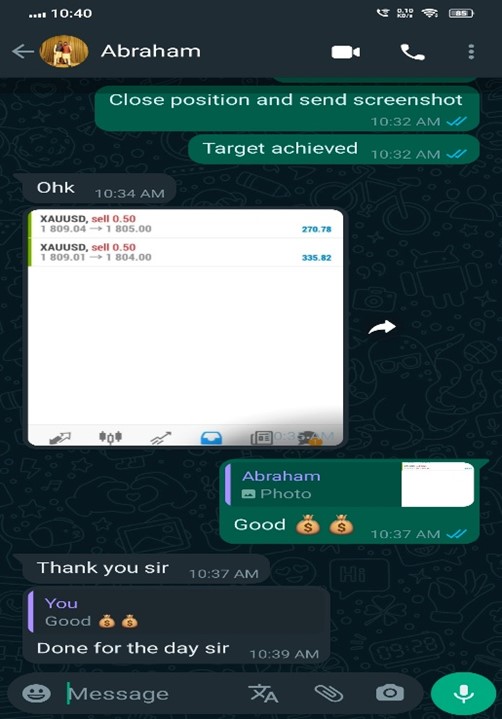 10:40
0.10
KB/s
85
Abraham
Close position and send screenshot
10:32 AM
Target achieved 10:32 AM
Ohk 10:34 AM
XAUUSD, sell 0.50
1 809.04 → 1 805.00 270.78
XAUUSD, sell 0.50
1 809.01 → 1 804.00 335.82
Abraham
Photo
Good 💰 💰 10:37 AM
Thank you sir 10:37 AM
You
Good 💰 💰
Done for the day sir 10:39 AM
Message